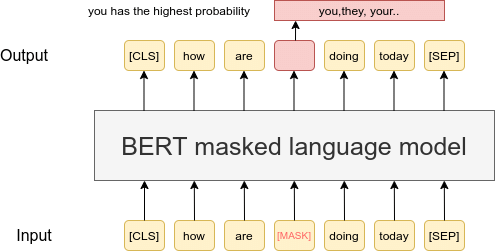 you has the highest probability you,they, your..
Output [CLS] how are doing today [SEP]
BERT masked language model
Input [CLS] how are [MASK] doing today [SEP]